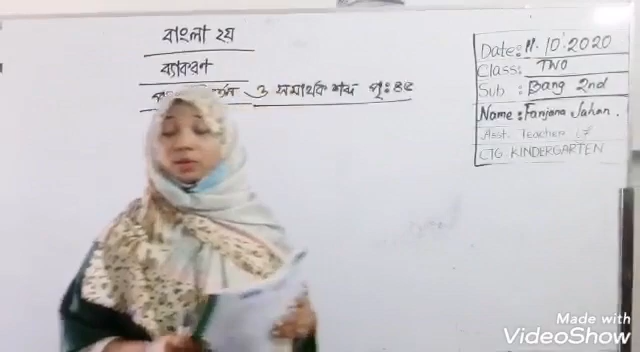 বাংলা ২য়
ব্যাকরণ
ও সমার্থক শব্দ পৃ: ৪৫
Date: 11.10.2020
Class: TWO
Sub : Bang 2nd
Name: Fanjana Jahan.
Asst. Teacher of
CTG KINDERGARTEN
Made with
VideoShow